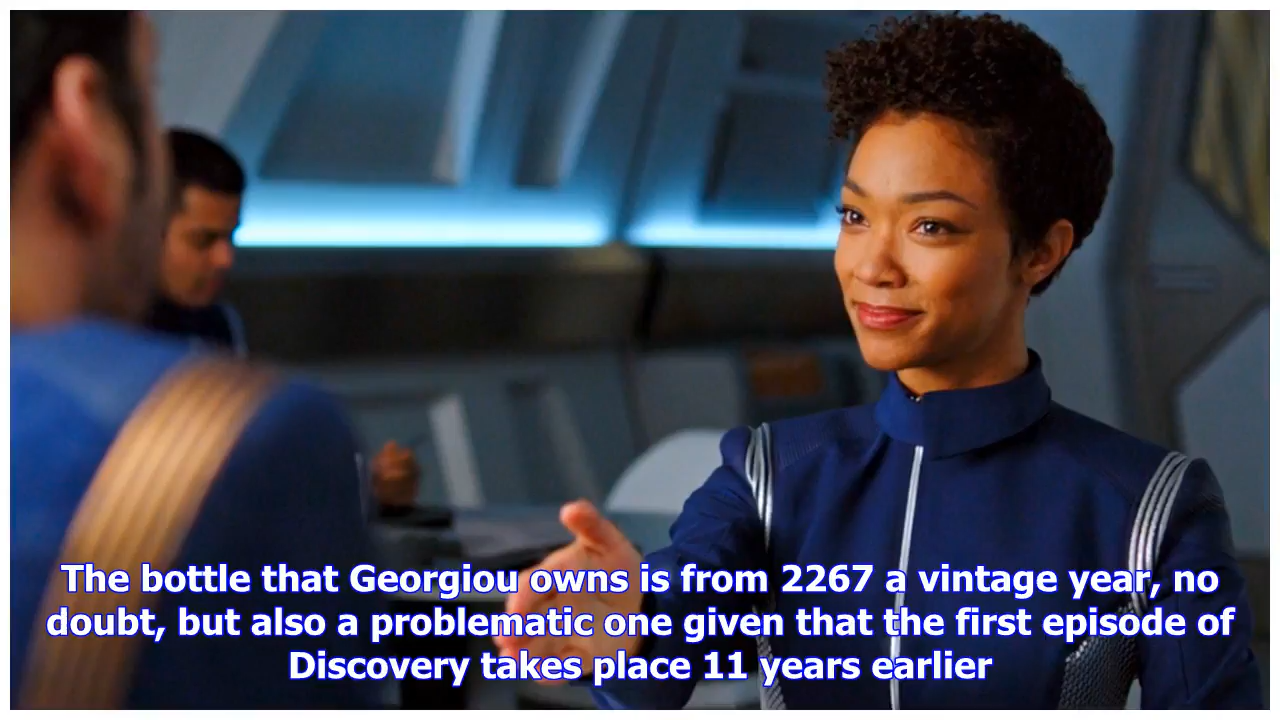 The bottle that Georgiou owns is from 2267 a vintage year, no
doubt, but also a problematic one given that the first episode of
Discovery takes place 11 years earlier